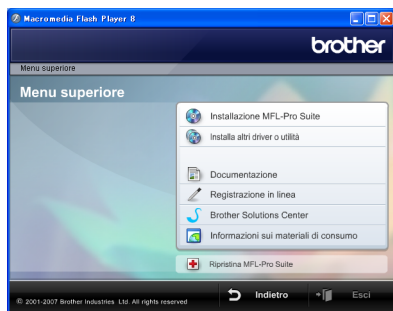 Macromedia Flash Player 8
brother
Menu superiore
Menu superiore
Installazione MFL-Pro Suite
Installa altri driver o utilità
Documentazione
Registrazione in linea
Brother Solutions Center
Informazioni sui materiali di consumo
Ripristina MFL-Pro Suite
© 2001-2007 Brother Industries Ltd. All rights reserved
Indietro
Esci